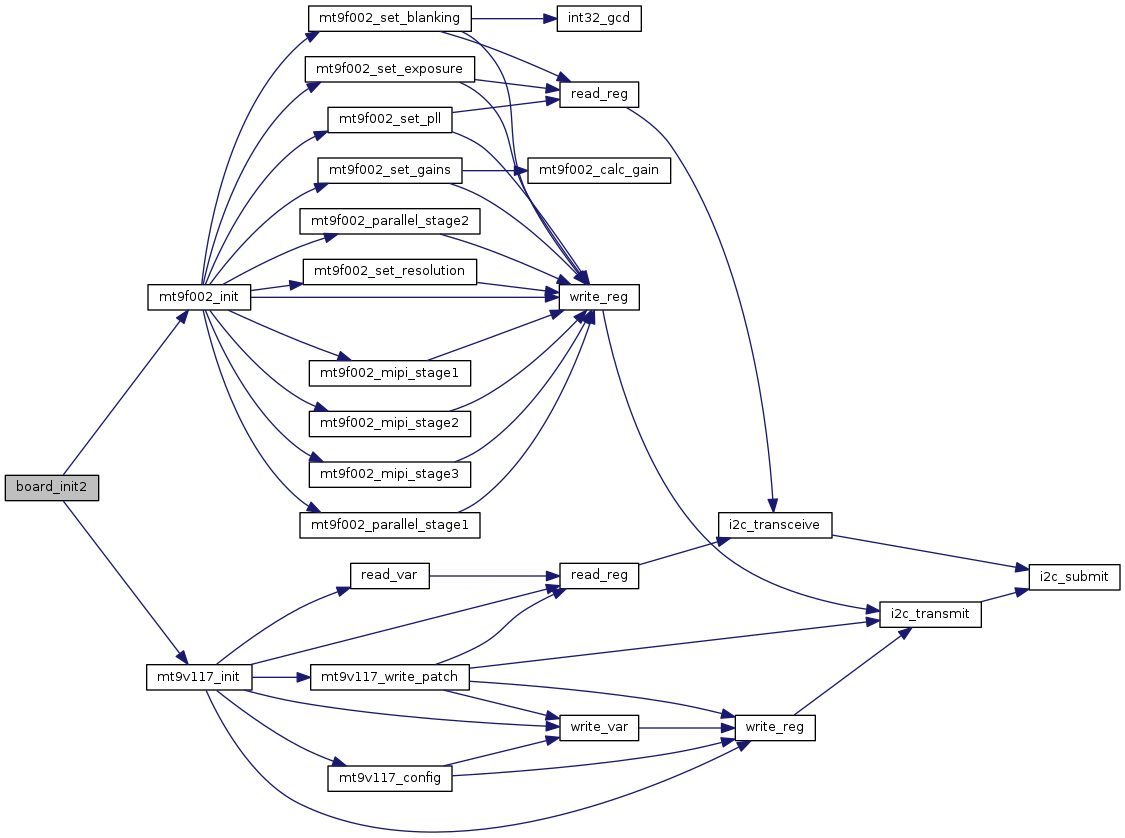 mt9f002_set_blanking
int32_gcd
mt9f002_set_exposure
read_reg
mt9f002_set_pll
mt9f002_set_gains
mt9f002_calc_gain
mt9f002_parallel_stage2
mt9f002_set_resolution
mt9f002_init
write_reg
mt9f002_mipi_stage1
mt9f002_mipi_stage2
mt9f002_mipi_stage3
board_init2
mt9f002_parallel_stage1
i2c_transceive
read_var
read_reg
i2c_submit
i2c_transmit
mt9v117_init
mt9v117_write_patch
write_var
write_reg
mt9v117_config